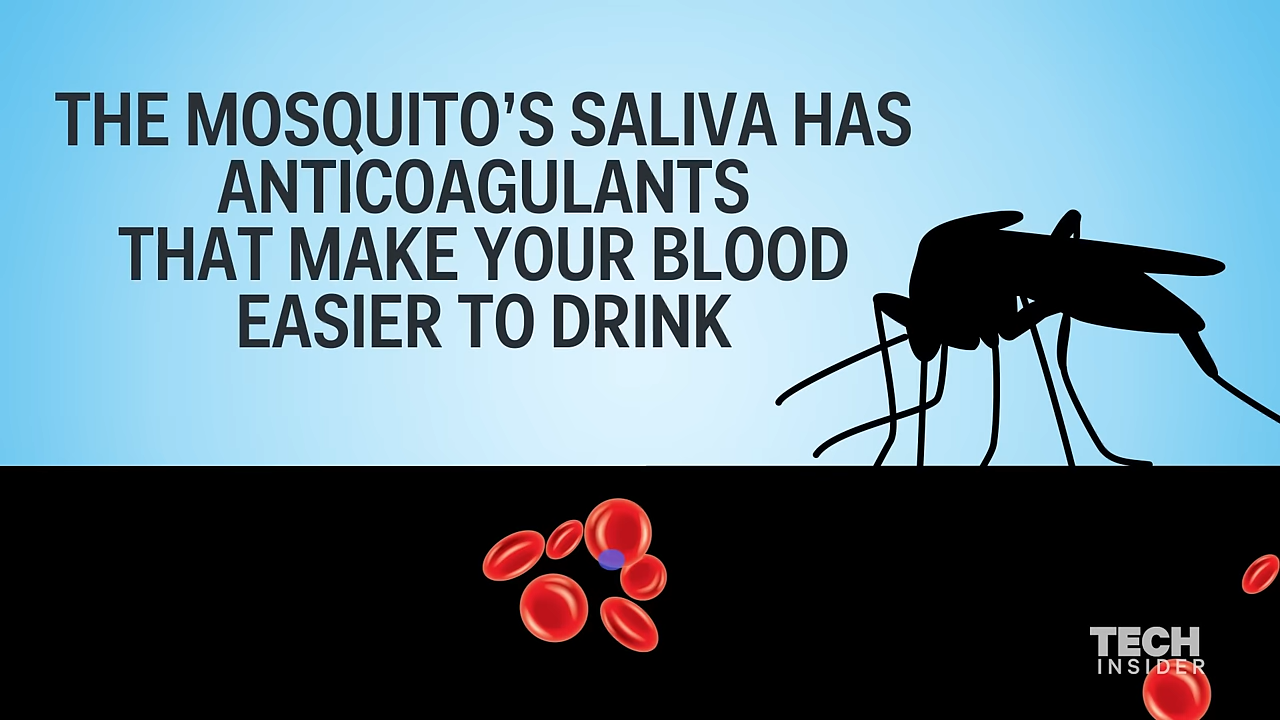 THE MOSQUITO’S SALIVA HAS
ANTICOAGULANTS
THAT MAKE YOUR BLOOD
EASIER TO DRINK
TECH
INSIDER